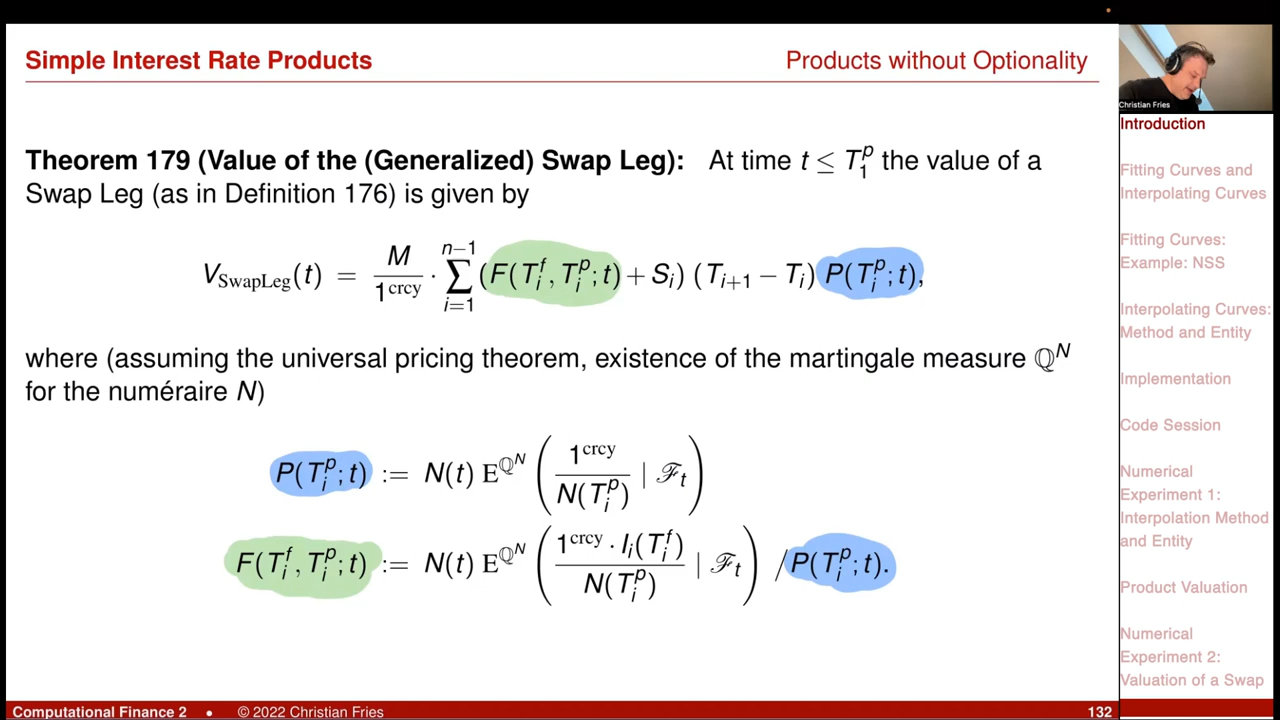 Simple Interest Rate Products
Products without Optionality
Theorem 179 (Value of the (Generalized) Swap Leg): At time t ≤ T₁ᵖ the value of a
Swap Leg (as in Definition 176) is given by
V_SwapLeg(t) = M/1^crcy · ∑_{i=1}^{n−1} (F(T_i^f, T_i^p; t) + S_i) (T_{i+1} − T_i) P(T_i^p; t),
where (assuming the universal pricing theorem, existence of the martingale measure ℚ^N
for the numéraire N)
P(T_i^p; t) := N(t) E^{ℚ^N} ( 1^crcy / N(T_i^p) | ℱ_t )
F(T_i^f, T_i^p; t) := N(t) E^{ℚ^N} ( 1^crcy · I_i(T_i^f) / N(T_i^p) | ℱ_t ) / P(T_i^p; t).
Computational Finance 2 • © 2022 Christian Fries
132
Christian Fries
Introduction
Fitting Curves and
Interpolating Curves
Fitting Curves:
Example: NSS
Interpolating Curves:
Method and Entity
Implementation
Code Session
Numerical
Experiment 1:
Interpolation Method
and Entity
Product Valuation
Numerical
Experiment 2:
Valuation of a Swap